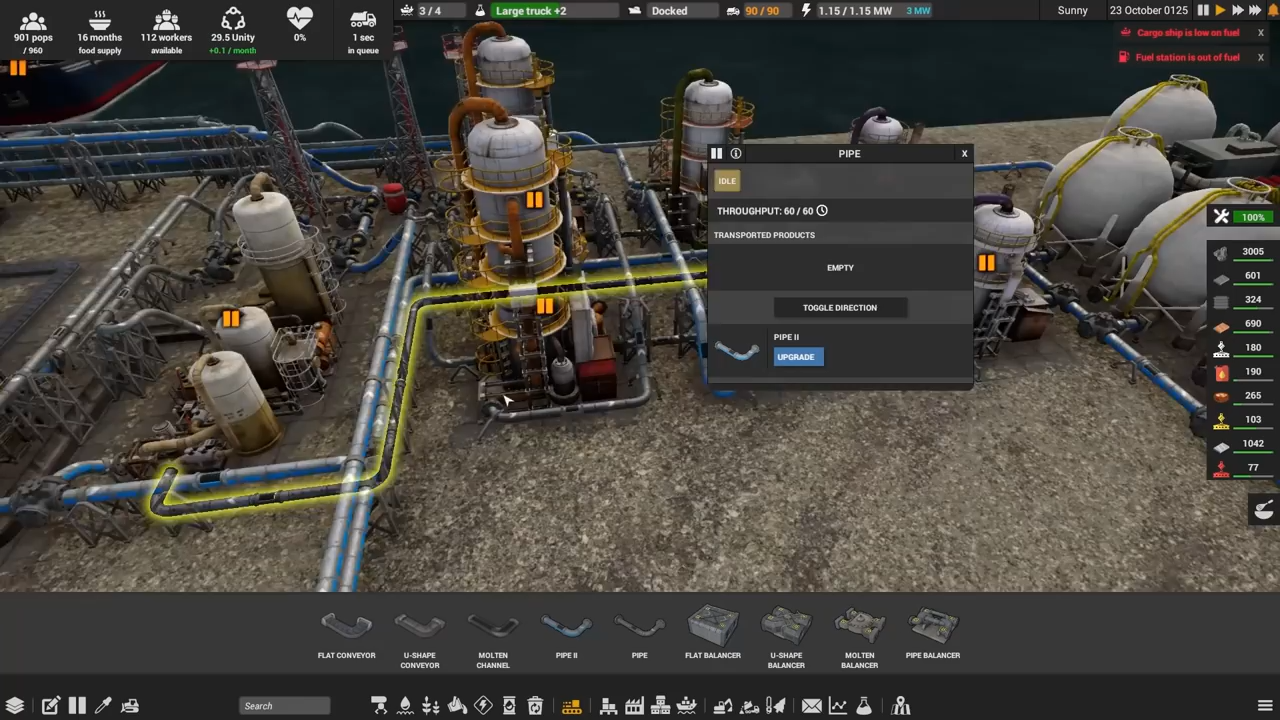 901 pops
/ 960
16 months
food supply
112 workers
available
29.5 Unity
+0.1 / month
0%
1 sec
in queue
3 / 4
Large truck +2
Docked
90 / 90
1.15 / 1.15 MW
3 MW
Sunny
23 October 0125
Cargo ship is low on fuel
X
Fuel station is out of fuel
X
PIPE
X
IDLE
THROUGHPUT: 60 / 60
TRANSPORTED PRODUCTS
EMPTY
TOGGLE DIRECTION
PIPE II
UPGRADE
100%
3005
601
324
690
180
190
265
103
1042
77
FLAT CONVEYOR
U-SHAPE
CONVEYOR
MOLTEN
CHANNEL
PIPE II
PIPE
FLAT BALANCER
U-SHAPE
BALANCER
MOLTEN
BALANCER
PIPE BALANCER
Search